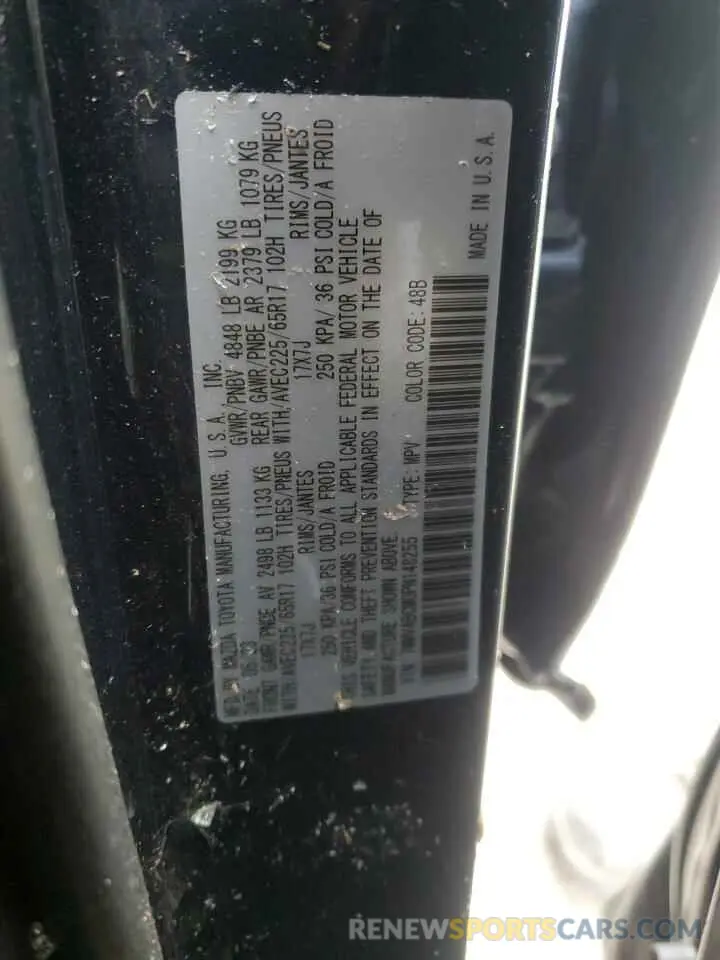 MFD BY MAZDA TOYOTA MANUFACTURING, U.S.A. INC.
DATE 06/23 GVWR/PNBV 4848 LB 2199 KG
FRONT GAWR/PNBE AV 2498 LB 1133 KG REAR GAWR/PNBE AR 2379 LB 1079 KG
WITH/AVEC225/65R17 102H TIRES/PNEUS WITH/AVEC225/65R17 102H TIRES/PNEUS
17X7J RIMS/JANTES 17X7J RIMS/JANTES
250 KPA/36 PSI COLD/A FROID 250 KPA/ 36 PSI COLD/A FROID
THIS VEHICLE CONFORMS TO ALL APPLICABLE FEDERAL MOTOR VEHICLE
SAFETY AND THEFT PREVENTION STANDARDS IN EFFECT ON THE DATE OF
MANUFACTURE SHOWN ABOVE.
TYPE: MPV COLOR CODE: 48B
MADE IN U.S.A.
RENEWSPORTSCARS.COM